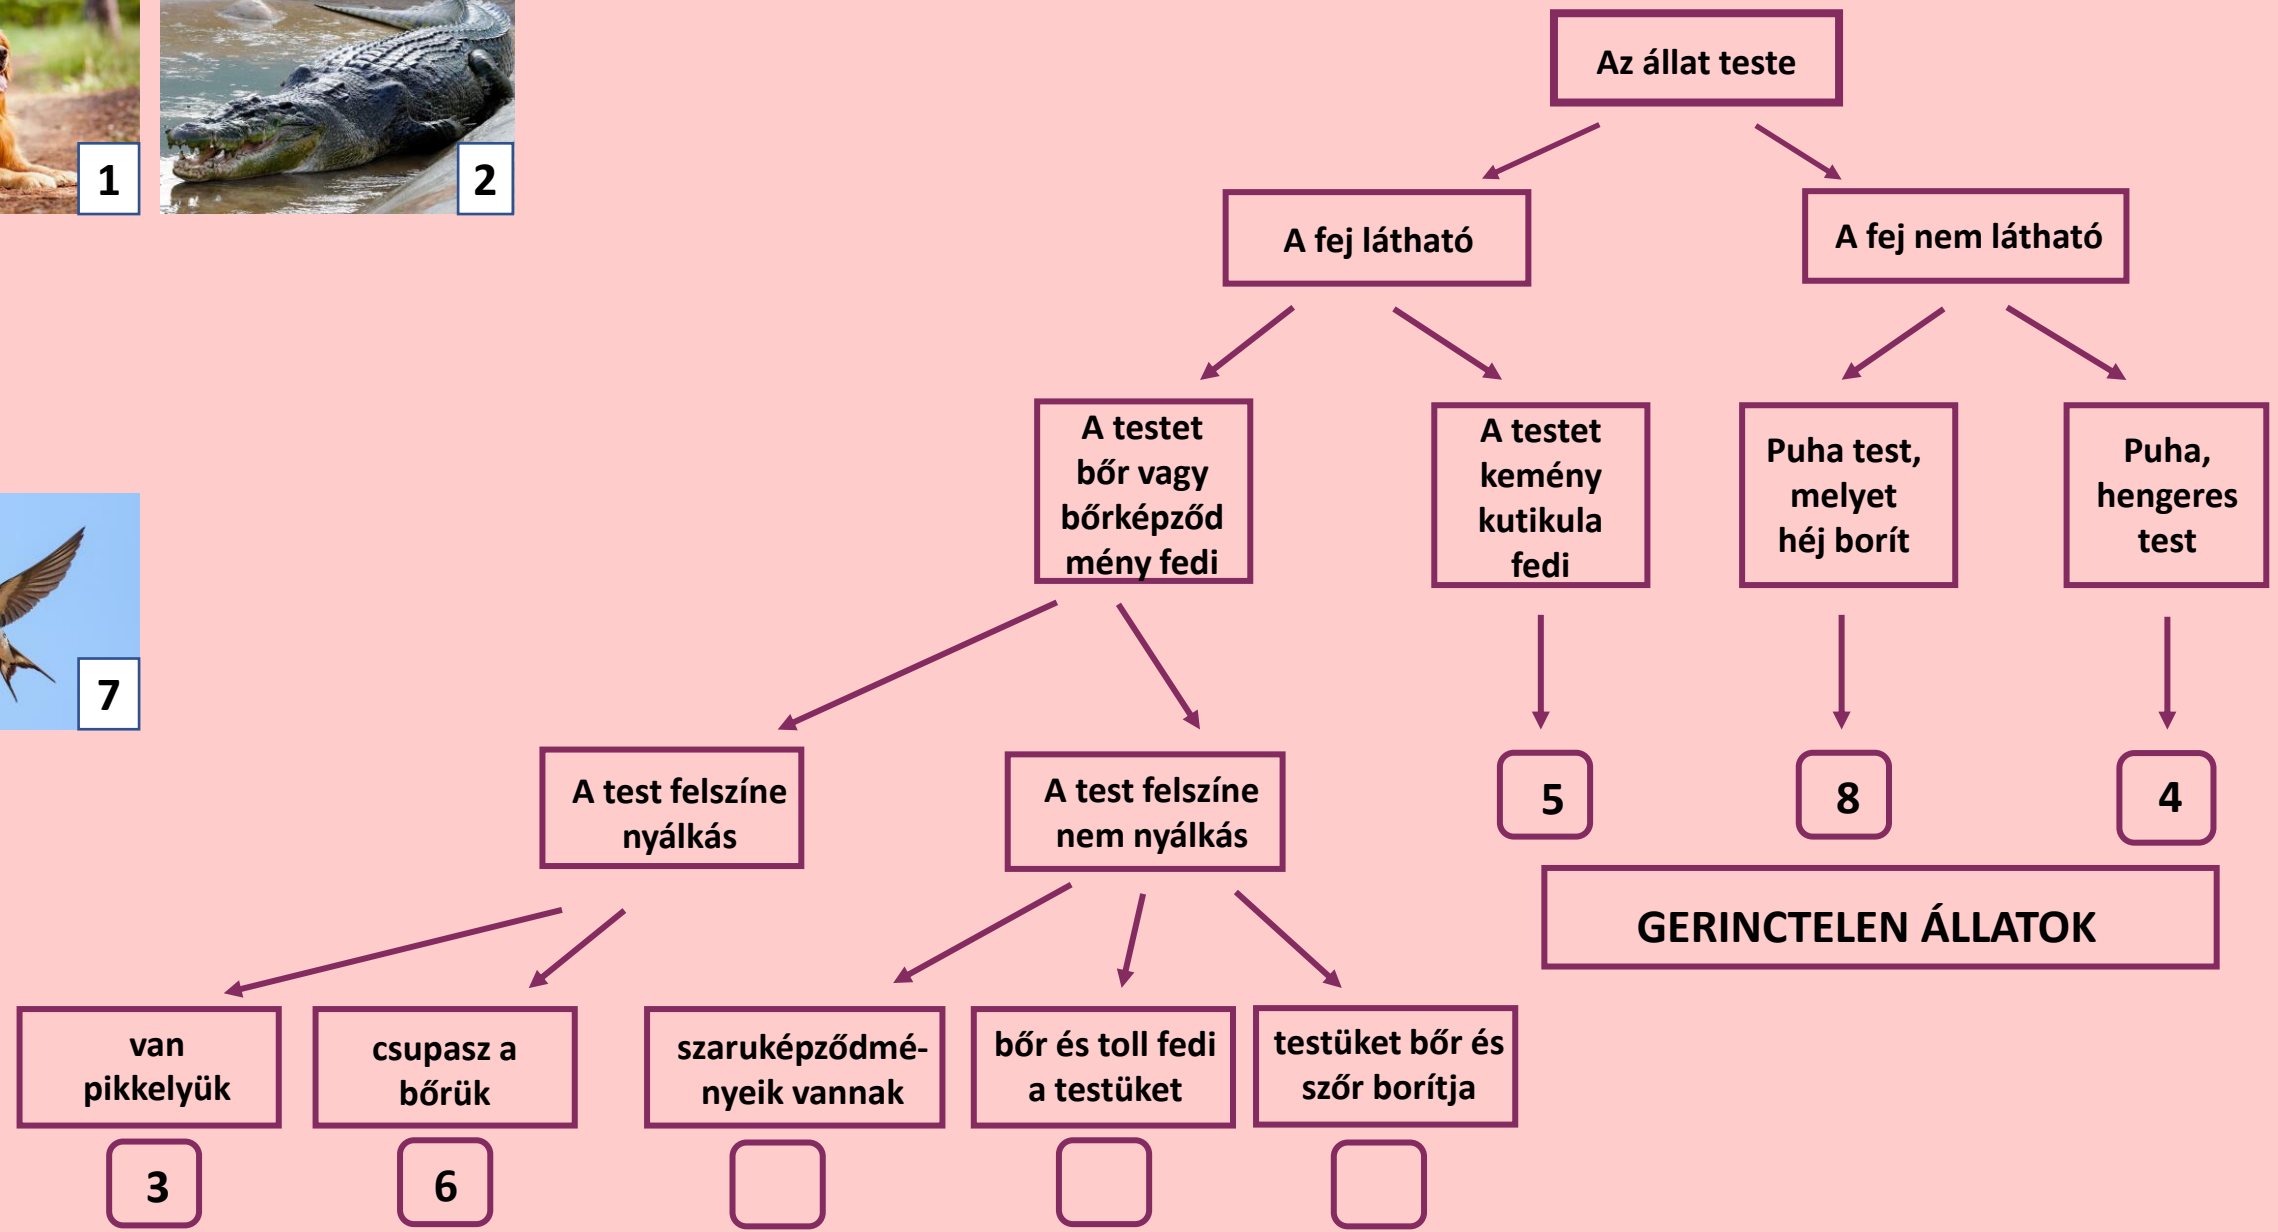 1
2
Az állat teste
A fej látható
A fej nem látható
A testet
bőr vagy
bőrképződ
mény fedi
A testet
kemény
kutikula
fedi
Puha test,
melyet
héj borít
Puha,
hengeres
test
7
A test felszíne
nyálkás
A test felszíne
nem nyálkás
5
8
4
GERINCTELEN ÁLLATOK
van
pikkelyük
csupasz a
bőrük
szaruképződmé-
nyeik vannak
bőr és toll fedi
a testüket
testüket bőr és
szőr borítja
3
6